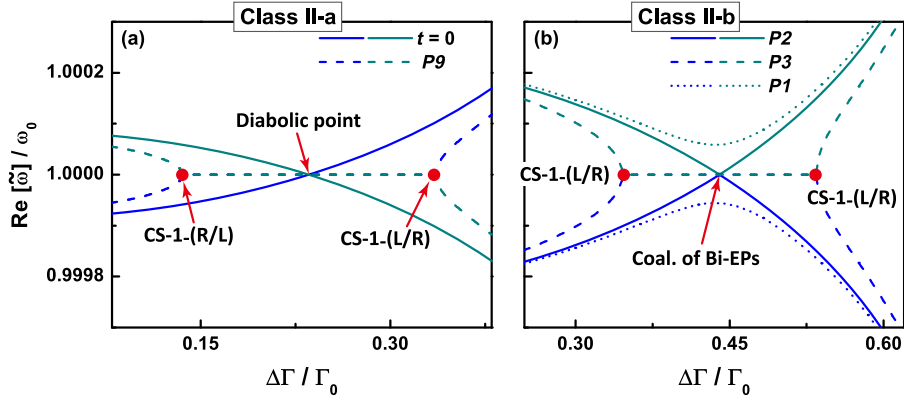 Class II-a
Class II-b
(a)
t = 0
P9
Diabolic point
CS-1-(R/L)
CS-1-(L/R)
1.0002
1.0000
0.9998
Re [ω̃] / ω0
0.15
0.30
ΔΓ / Γ0
(b)
P2
P3
P1
CS-1-(L/R)
CS-1-(L/R)
Coal. of Bi-EPs
0.30
0.45
0.60
ΔΓ / Γ0